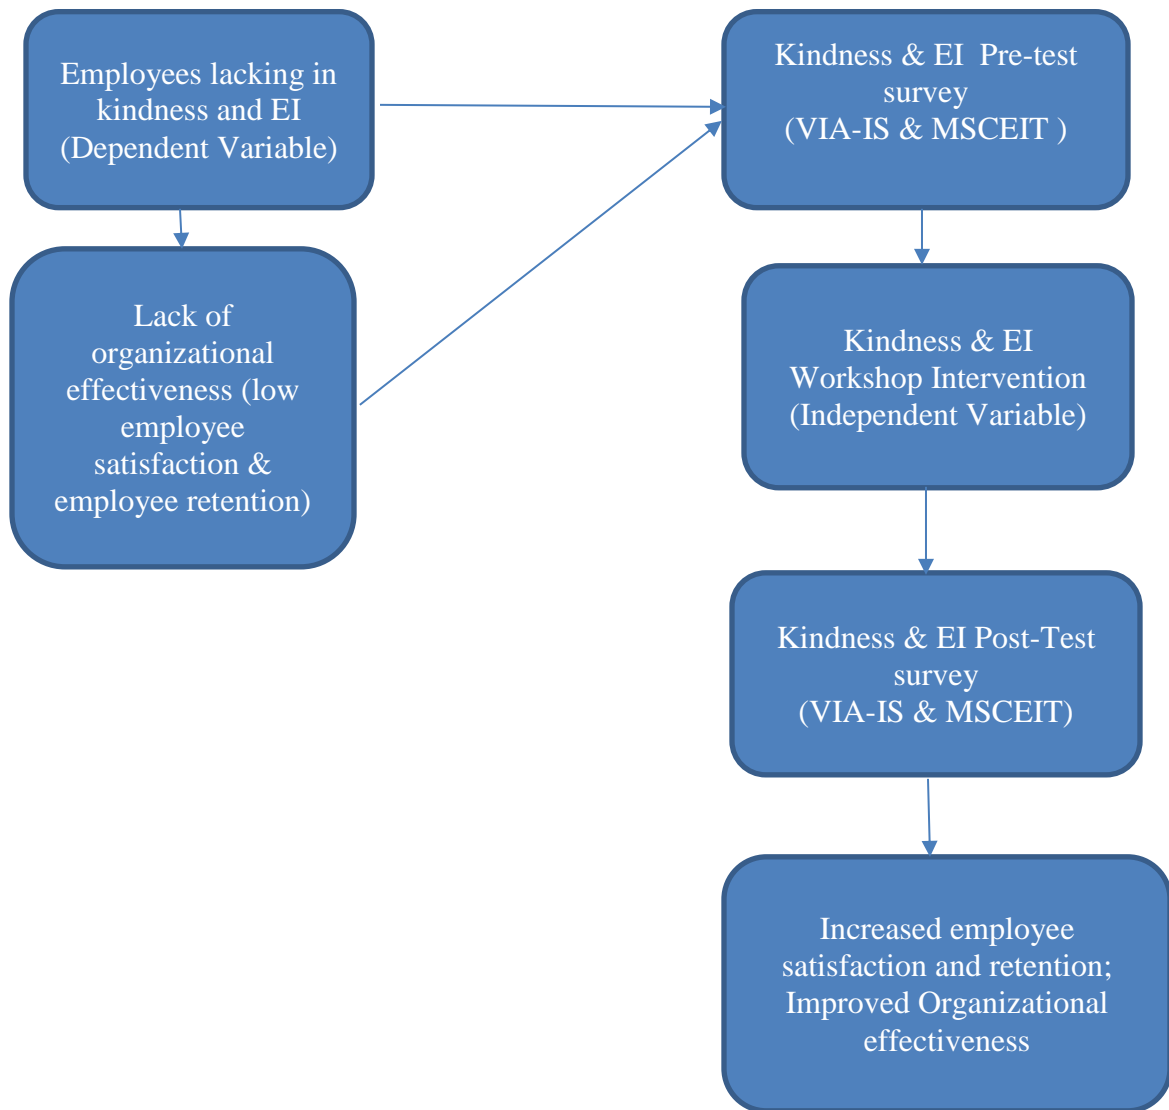 Employees lacking in
kindness and EI
(Dependent Variable)
Lack of
organizational
effectiveness (low
employee
satisfaction &
employee retention)
Kindness & EI  Pre-test
survey
(VIA-IS & MSCEIT )
Kindness & EI
Workshop Intervention
(Independent Variable)
Kindness & EI Post-Test
survey
(VIA-IS & MSCEIT)
Increased employee
satisfaction and retention;
Improved Organizational
effectiveness